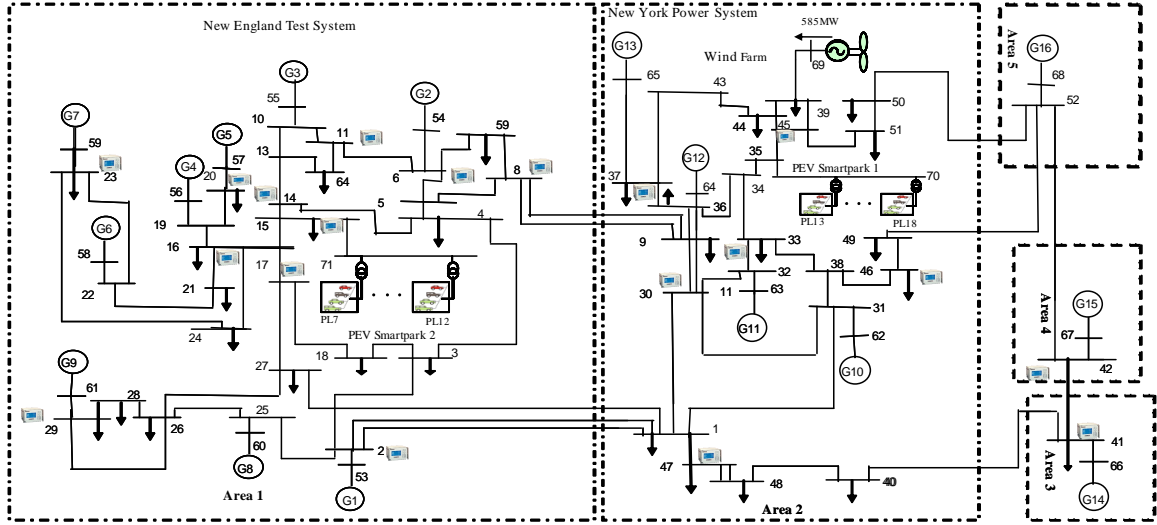 New England Test System
New York Power System
585MW
Wind Farm
69
G13
65
43
44
45
39
50
51
35
G16
68
52
Area 5
G3
55
10
11
13
64
G2
54
59
6
8
5
4
G7
59
23
G5
57
20
G4
56
19
14
15
16
17
G6
58
22
21
24
71
PL7
PL12
PEV Smartpark 2
18
3
27
G9
61
28
29
26
25
60
G8
2
53
G1
Area 1
G12
64
37
36
34
PEV Smartpark 1
70
PL13
PL18
9
33
49
32
38
46
30
11
63
31
G11
62
G10
1
47
48
40
Area 2
Area 4
G15
67
42
41
66
Area 3
G14